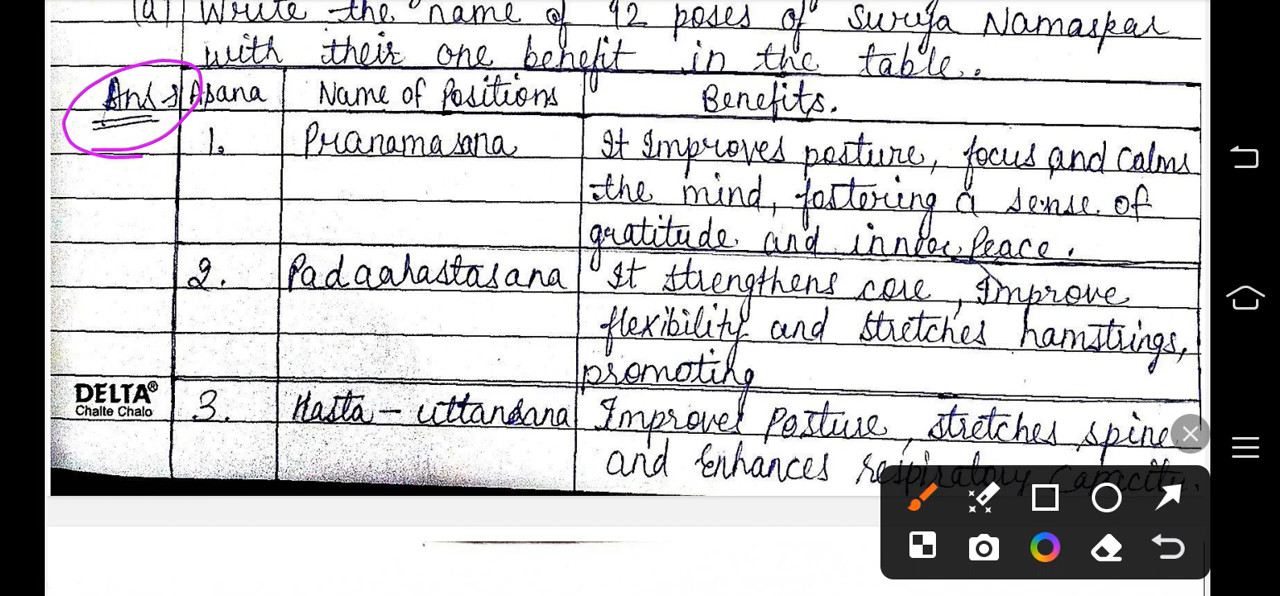 (a) Write the name of 12 poses of Surya Namaskar
with their one benefit in the table.
Ans → Asana Name of Positions Benefits.
1. Pranamasana It Improves posture, focus and calms
the mind, fostering a sense of
gratitude and inner Peace.
2. Padaahastasana It strengthens core, Improve
flexibility and stretches hamstrings,
promoting
DELTA®
Chalte Chalo
3. Hasta-uttanasana Improves Posture, stretches spine
and Enhances respiratory capacity.